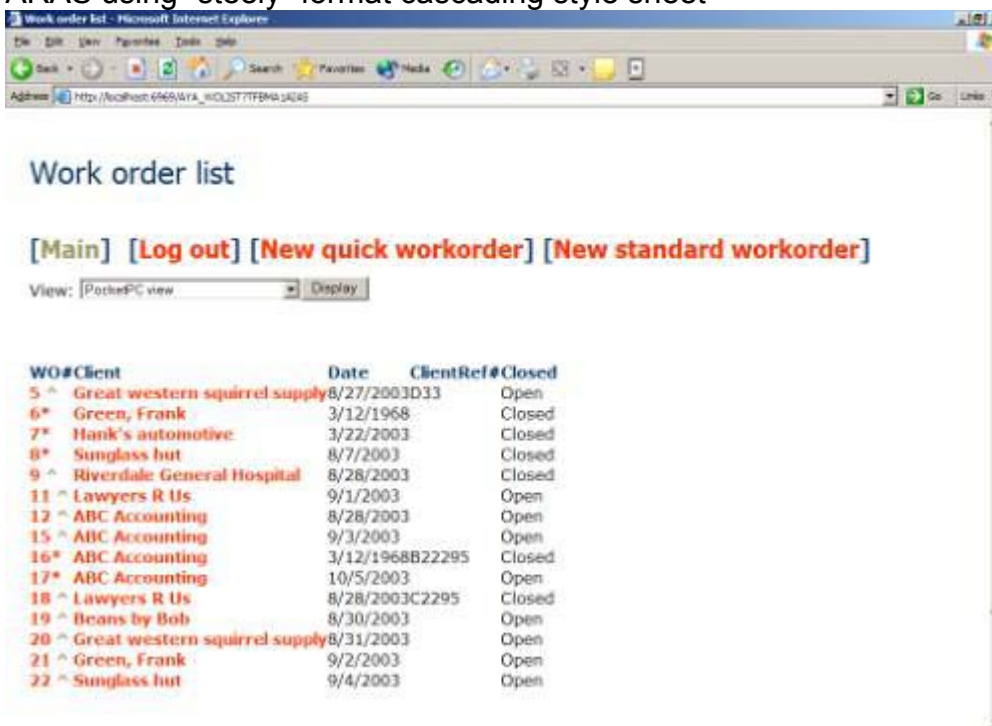 Work order list - Microsoft Internet Explorer
File Edit View Favorites Tools Help
Back Search Favorites Media
Address Go Links
Work order list
[Main] [Log out] [New quick workorder] [New standard workorder]
View: PocketPC view Display
WO# Client Date ClientRef# Closed
5 ^ Great western squirrel supply 8/27/2003 D33 Open
6* Green, Frank 3/12/1968 Closed
7* Hank's automotive 3/22/2003 Closed
8* Sunglass hut 8/7/2003 Closed
9 ^ Riverdale General Hospital 8/28/2003 Closed
11 ^ Lawyers R Us 9/1/2003 Open
12 ^ ABC Accounting 8/28/2003 Open
15 ^ ABC Accounting 9/3/2003 Open
16* ABC Accounting 3/12/1968 B22295 Closed
17* ABC Accounting 10/5/2003 Open
18 ^ Lawyers R Us 8/28/2003 C2295 Closed
19 ^ Beans by Bob 8/30/2003 Open
20 ^ Great western squirrel supply 8/31/2003 Open
21 ^ Green, Frank 9/2/2003 Open
22 ^ Sunglass hut 9/4/2003 Open